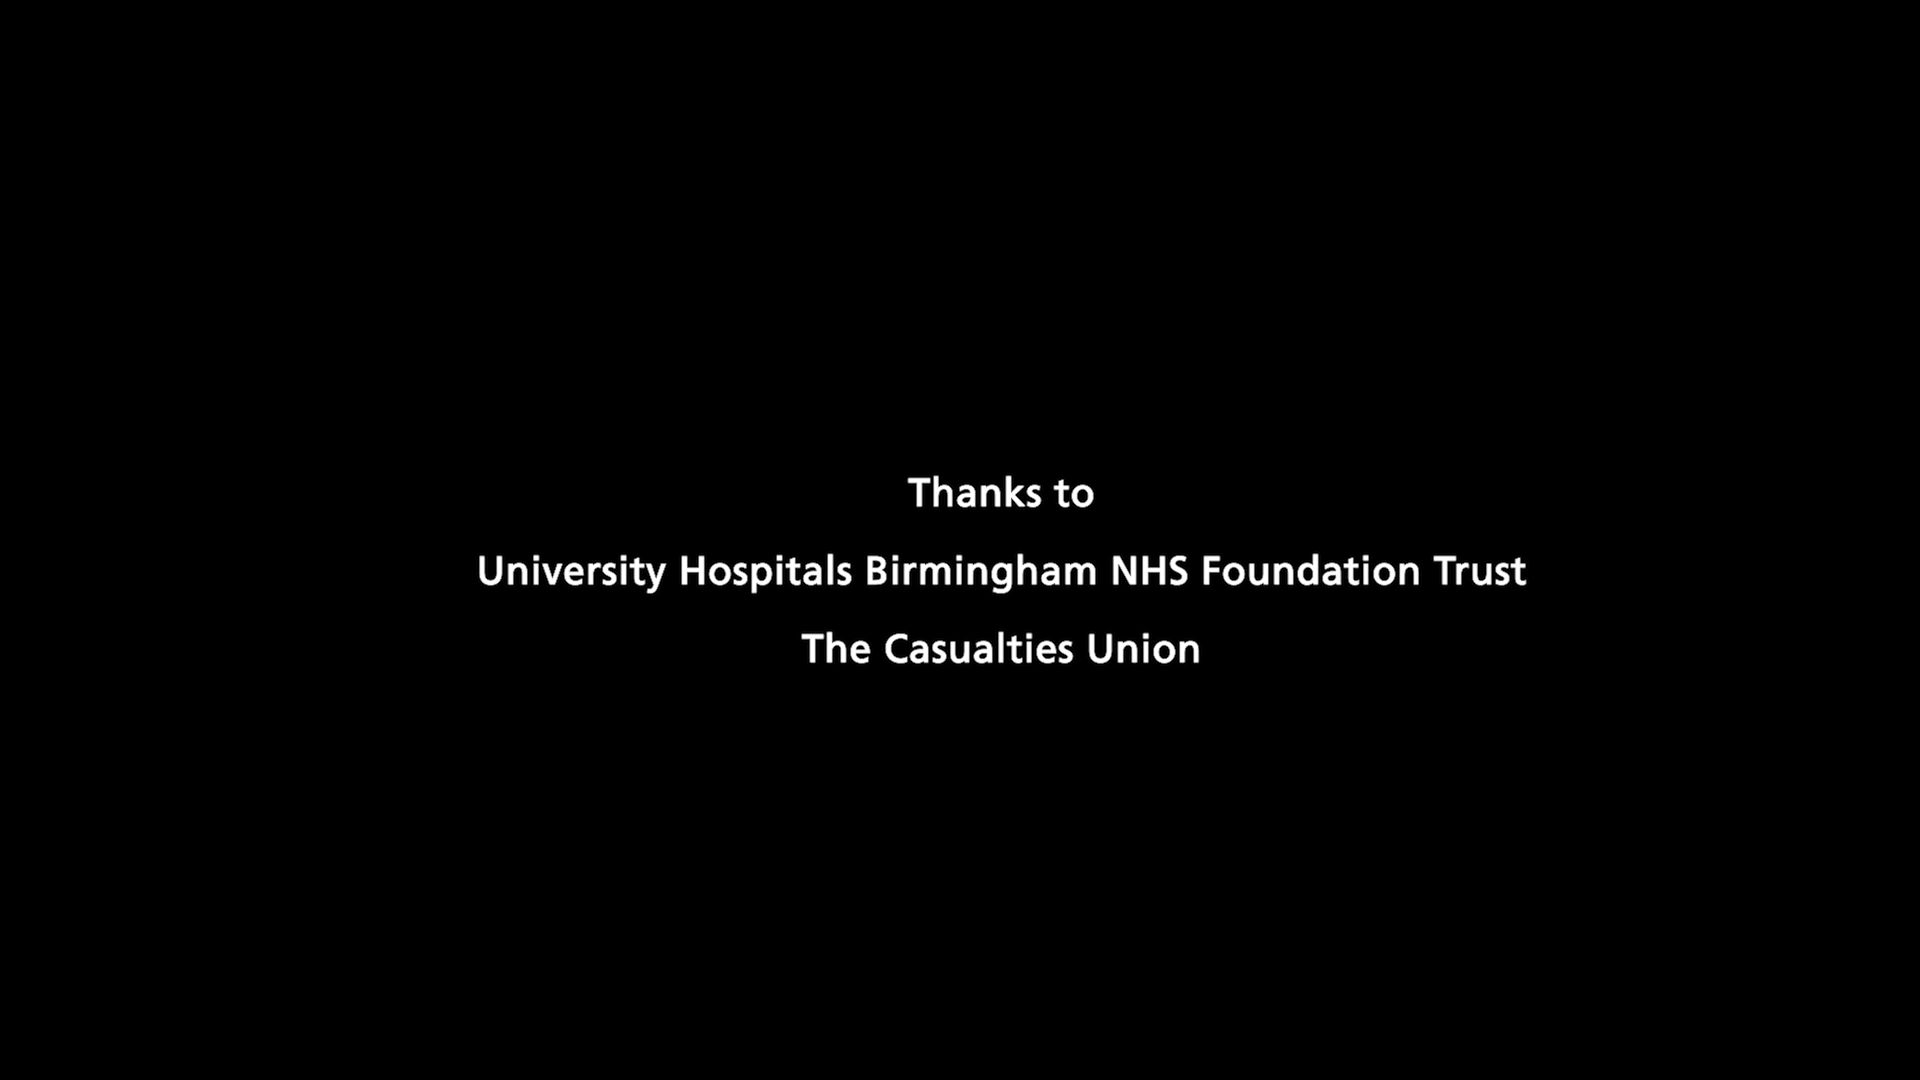 Thanks to
University Hospitals Birmingham NHS Foundation Trust
The Casualties Union